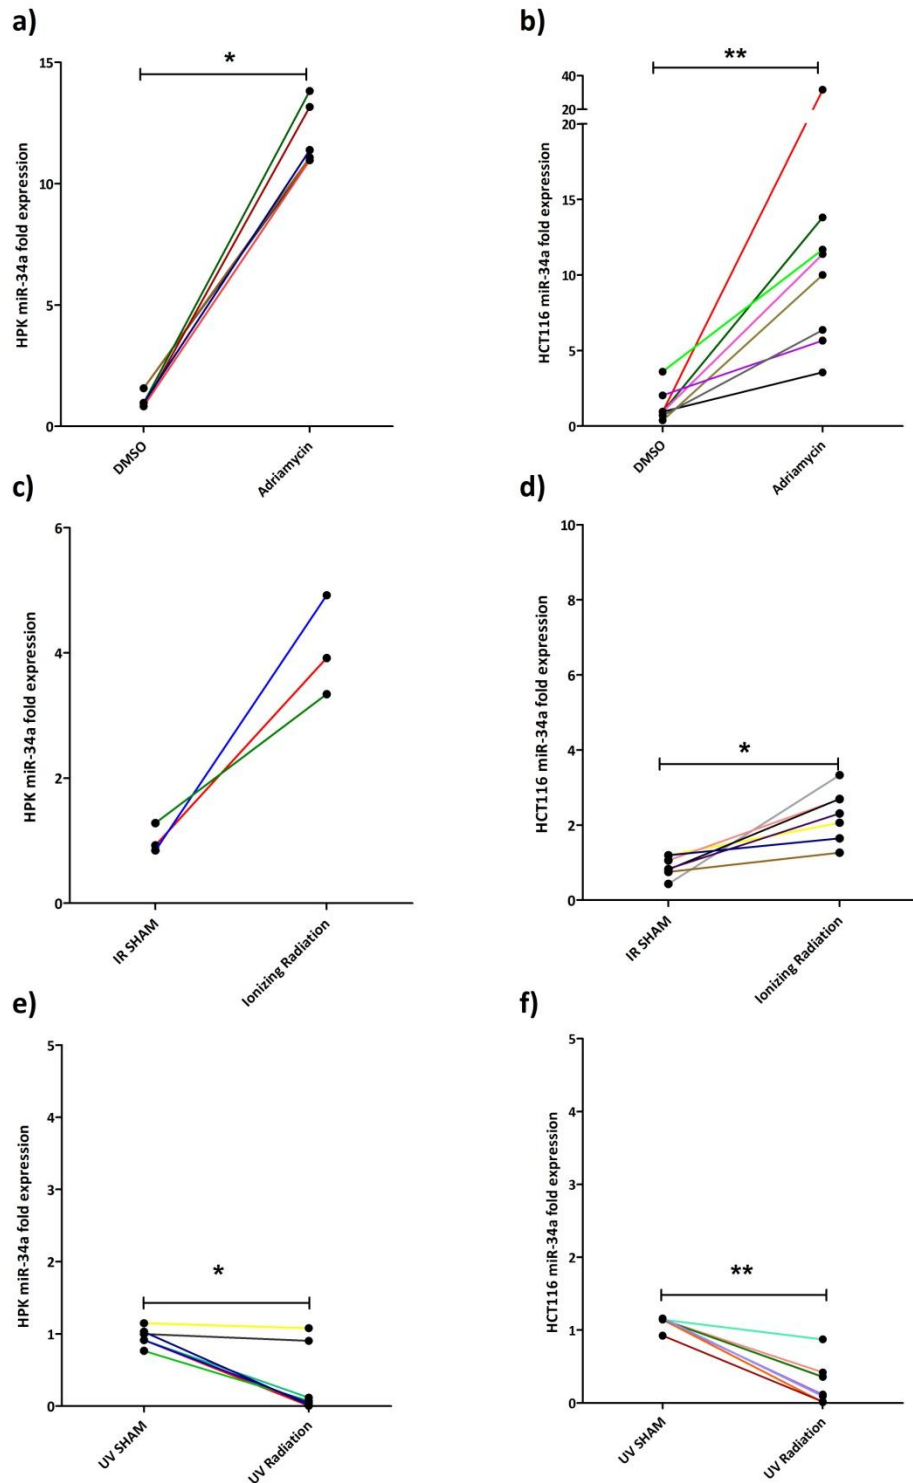 a)
*
HPK miR-34a fold expression
15
10
5
0
DMSO
Adriamycin
b)
**
HCT116 miR-34a fold expression
40
20
20
15
10
5
0
DMSO
Adriamycin
c)
HPK miR-34a fold expression
6
4
2
0
IR SHAM
Ionizing Radiation
d)
*
HCT116 miR-34a fold expression
10
8
6
4
2
0
IR SHAM
Ionizing Radiation
e)
*
HPK miR-34a fold expression
5
4
3
2
1
0
UV SHAM
UV Radiation
f)
**
HCT116 miR-34a fold expression
5
4
3
2
1
0
UV SHAM
UV Radiation